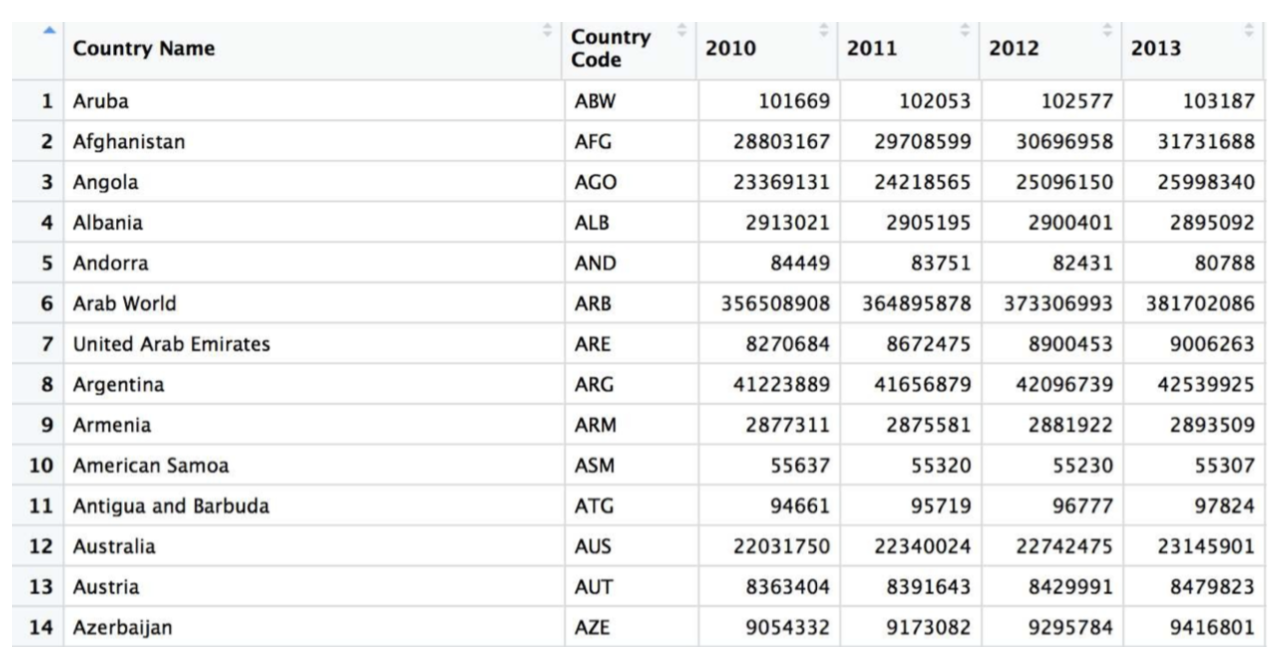 Country Name Country Code 2010 2011 2012 2013
1 Aruba ABW 101669 102053 102577 103187
2 Afghanistan AFG 28803167 29708599 30696958 31731688
3 Angola AGO 23369131 24218565 25096150 25998340
4 Albania ALB 2913021 2905195 2900401 2895092
5 Andorra AND 84449 83751 82431 80788
6 Arab World ARB 356508908 364895878 373306993 381702086
7 United Arab Emirates ARE 8270684 8672475 8900453 9006263
8 Argentina ARG 41223889 41656879 42096739 42539925
9 Armenia ARM 2877311 2875581 2881922 2893509
10 American Samoa ASM 55637 55320 55230 55307
11 Antigua and Barbuda ATG 94661 95719 96777 97824
12 Australia AUS 22031750 22340024 22742475 23145901
13 Austria AUT 8363404 8391643 8429991 8479823
14 Azerbaijan AZE 9054332 9173082 9295784 9416801